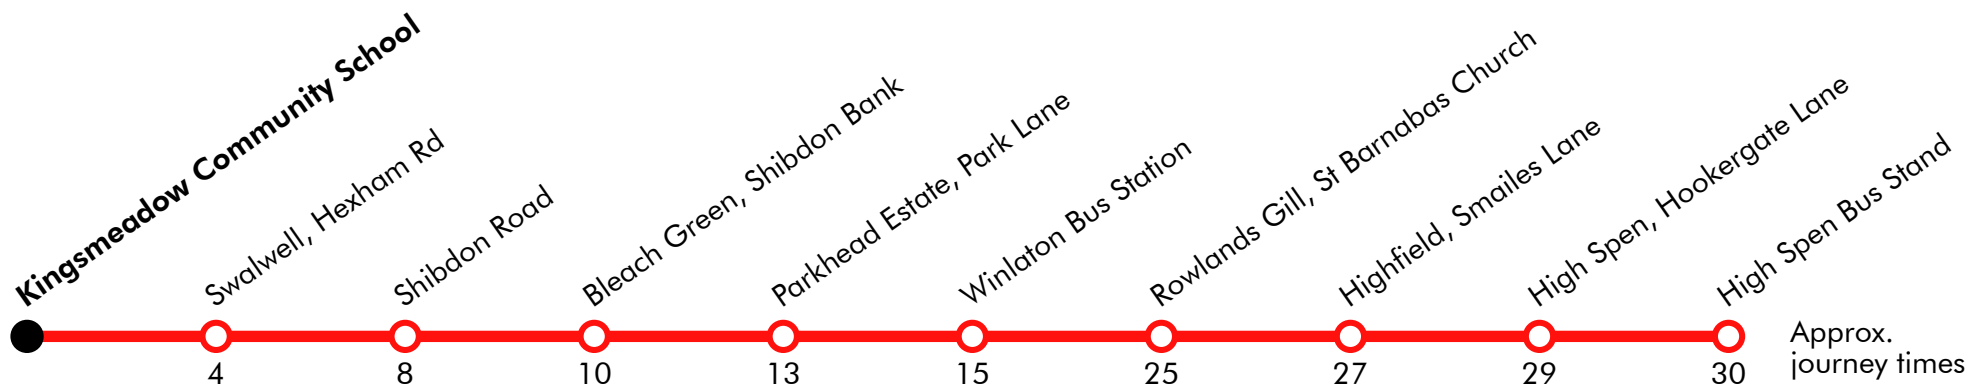 Kingsmeadow Community School
Swalwell, Hexham Rd
Shibdon Road
Bleach Green, Shibdon Bank
Parkhead Estate, Park Lane
Winlaton Bus Station
Rowlands Gill, St Barnabas Church
Highfield, Smailes Lane
High Spen, Hookergate Lane
High Spen Bus Stand
4 8 10 13 15 25 27 29 30
Approx.
journey times